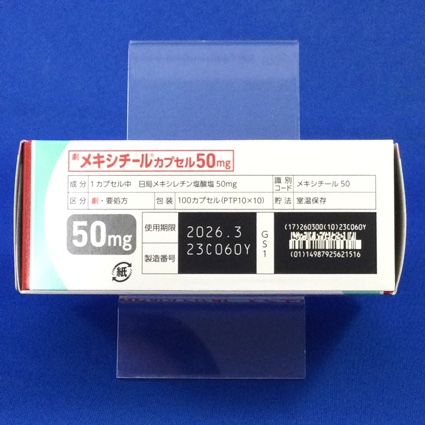 劇 メキシチール®カプセル50mg
成分 1カプセル中 日局メキシレチン塩酸塩 50mg 識別コード メキシチール 50
区分 劇・要処方 包装 100カプセル(PTP10×10) 貯法 室温保存
50mg
使用期限 2026.3
製造番号 23C060Y
GS1
(17)260300(10)23C060Y
(01)14987925621516
紙